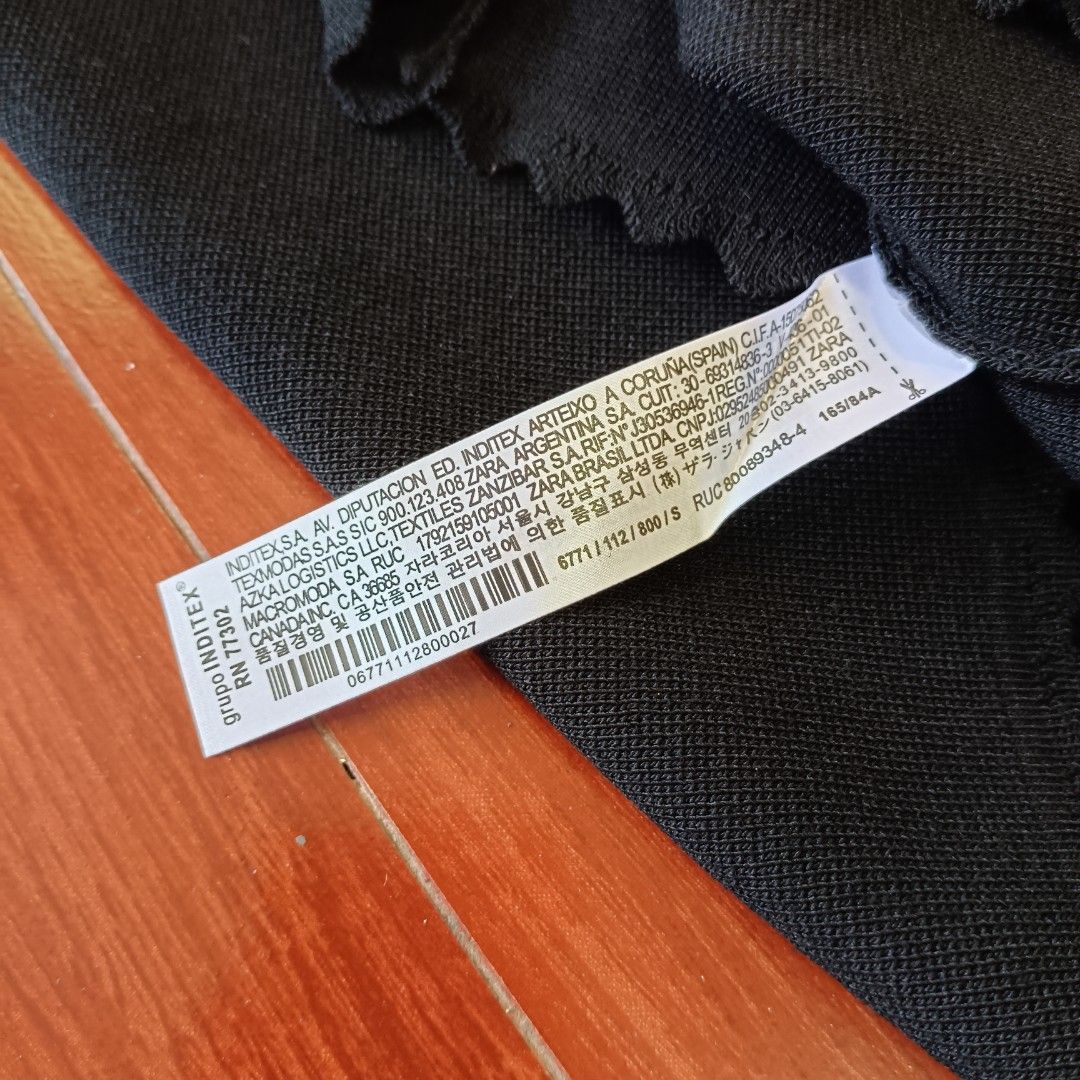 grupo INDITEX®
RN 77302
INDITEX S.A. AV. DIPUTACION ED. INDITEX ARTEIXO A CORUÑA(SPAIN) C.I.F.
TEXMODAS S.A.S S/C 900.123.408 ZARA ARGENTINA S.A. CUIT: 30-69314836-3
AZKA LOGISTICS LLC,TEXTILES ZANZIBAR S.A. RIF:NºJ30536946-1 REG.Nº: TI-02
MACROMODA S.A RUC 1792159105001 ZARA BRASIL LTDA. CNPJ: ZARA
CANADA INC, CA 36685 자라코리아 서울시 강남구 삼성동 무역센터
품질경영 및 공산품안전 관리법에 의한 품질표시 (株) ザラ・ジャパン (03-6415-8061)
06771112800027
6771 / 112 / 800 / S
RUC 80089348-4 165/84A